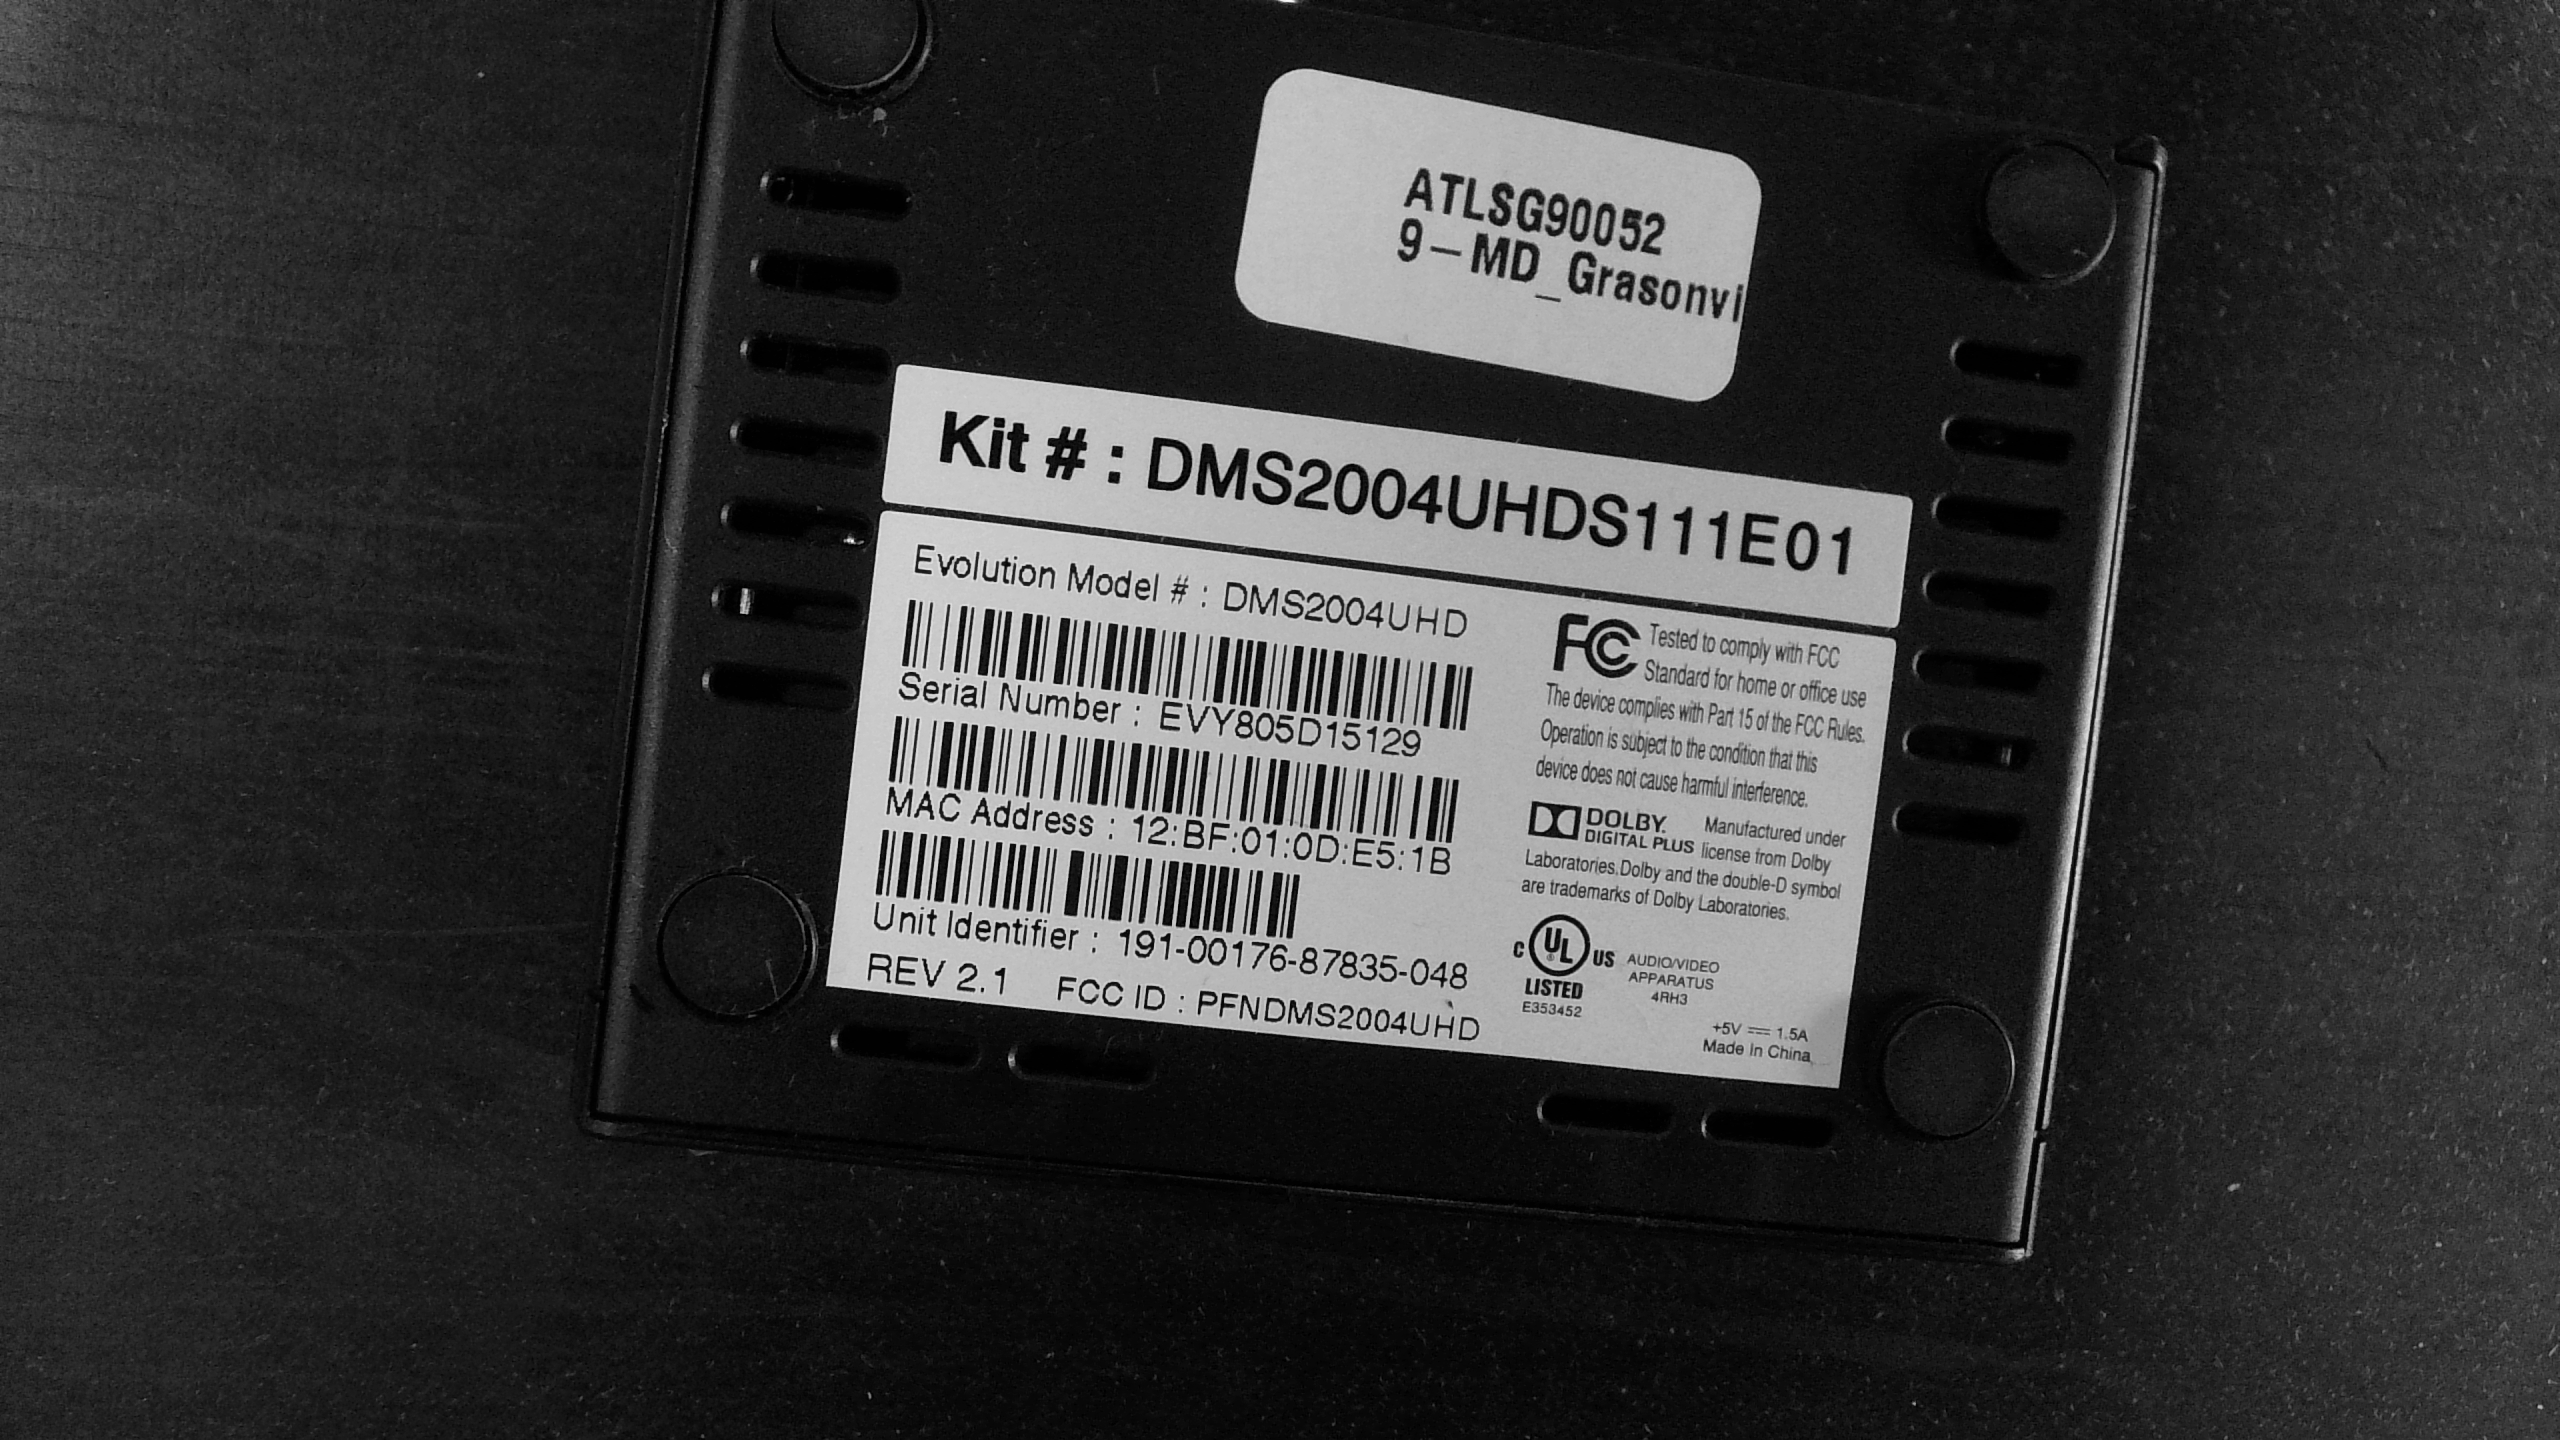 ATLSG90052
9-MD_Grasonvi
Kit # : DMS2004UHDS111E01
Evolution Model # : DMS2004UHD
Serial Number : EVY805D15129
MAC Address : 12:BF:01:0D:E5:1B
Unit Identifier : 191-00176-87835-048
REV 2.1 FCC ID : PFNDMS2004UHD
FC Tested to comply with FCC
Standard for home or office use
The device complies with Part 15 of the FCC Rules.
Operation is subject to the condition that this
device does not cause harmful interference.
DOLBY.
DIGITAL PLUS
Manufactured under
license from Dolby
Laboratories.Dolby and the double-D symbol
are trademarks of Dolby Laboratories.
C UL US
LISTED
E353452
AUDIO/VIDEO
APPARATUS
4RH3
+5V ⎓ 1.5A
Made In China